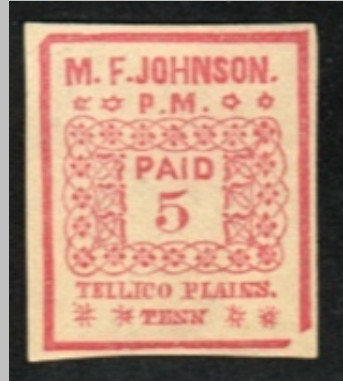 M. F. JOHNSON.
P.M.
PAID
5
TELLICO PLAINS.
TENN